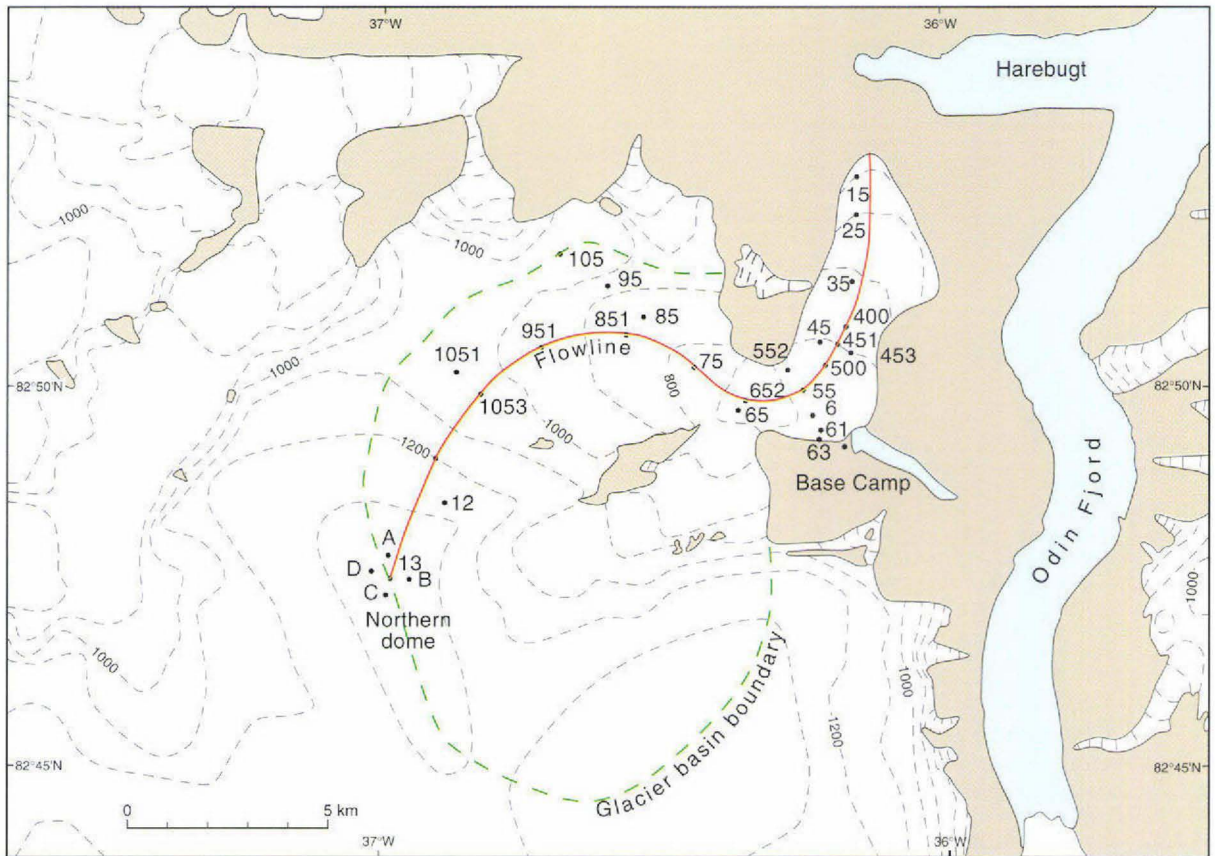 37°W
36°W
Harebugt
1000
15
25
1000
105
95
35
85
400
951
851
45
451
Flowline
552
453
1051
75
500
82°50'N
1000
800
652
55
82°50'N
1053
65
6
1200
1000
61
63
Base Camp
12
A
13
D
B
C
Odin Fjord
Northern
dome
1000
1000
1000
Glacier basin boundary
1200
82°45'N
82°45'N
0
5 km
37°W
36°W